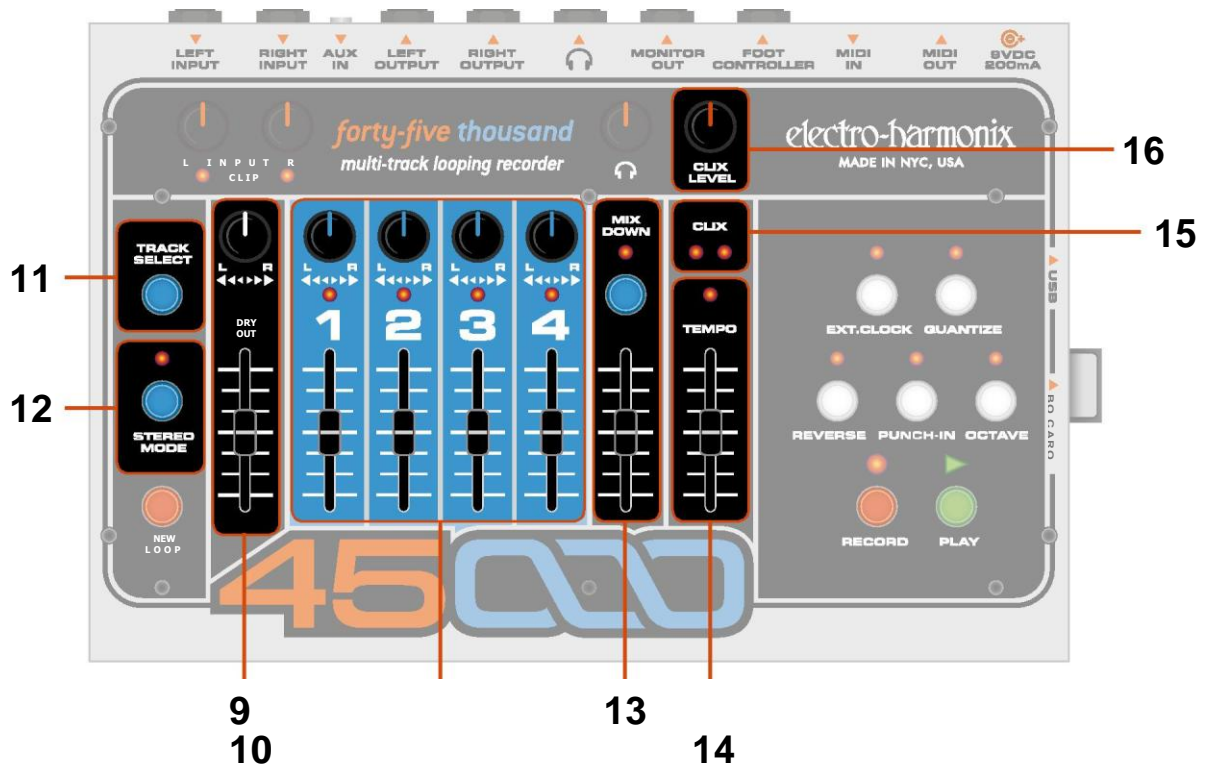 LEFT INPUT
RIGHT INPUT
AUX IN
LEFT OUTPUT
RIGHT OUTPUT
MONITOR OUT
FOOT CONTROLLER
MIDI IN
MIDI OUT
9VDC 200mA
L INPUT R
CLIP
forty-five thousand
multi-track looping recorder
CLIX LEVEL
electro-harmonix
MADE IN NYC, USA
16
TRACK SELECT
L R
L R
L R
L R
L R
MIX DOWN
CLIX
15
11
USB
DRY OUT
1
2
3
4
TEMPO
EXT.CLOCK
QUANTIZE
12
STEREO MODE
REVERSE
PUNCH-IN
OCTAVE
SD CARD
NEW LOOP
RECORD
PLAY
45000
9
13
10
14